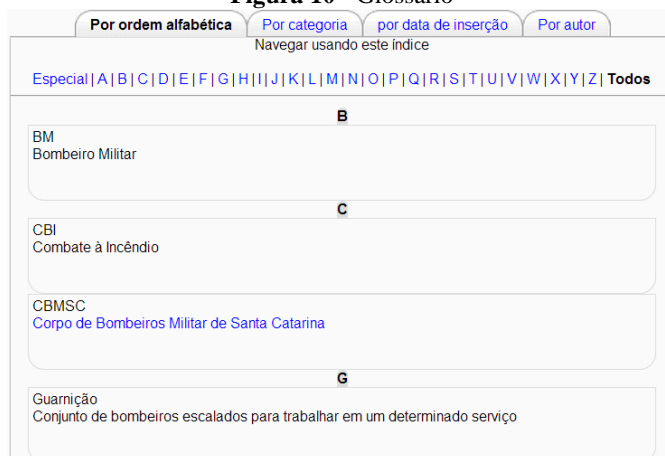 Figura 10 - Glossário
Por ordem alfabética Por categoria por data de inserção Por autor
Navegar usando este índice
Especial | A | B | C | D | E | F | G | H | I | J | K | L | M | N | O | P | Q | R | S | T | U | V | W | X | Y | Z | Todos
B
BM
Bombeiro Militar
C
CBI
Combate à Incêndio
CBMSC
Corpo de Bombeiros Militar de Santa Catarina
G
Guarnição
Conjunto de bombeiros escalados para trabalhar em um determinado serviço